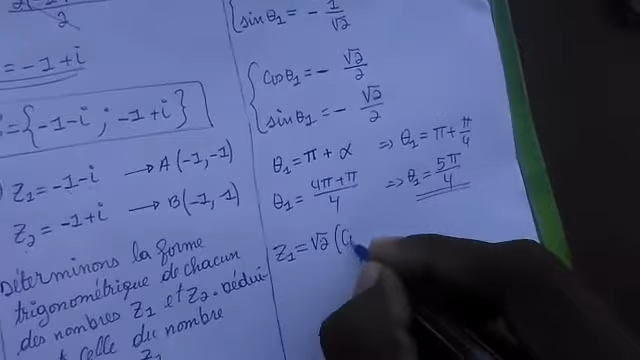 2
= -1+i
= {-1-i ; -1+i}
Z₁ = -1-i → A(-1,-1)
Z₂ = -1+i → B(-1, 1)
Déterminons la forme
trigonométrique de chacun
des nombres Z₁ et Z₂. Dédui-
celle du nombre
Z₁
sin θ₁ = - 1/√2
cos θ₁ = - √2/2
sin θ₁ = - √2/2
θ₁ = π + α ⇒ θ₁ = π + π/4
θ₁ = 4π+π/4 ⇒ θ₁ = 5π/4
Z₁ = √2 (C